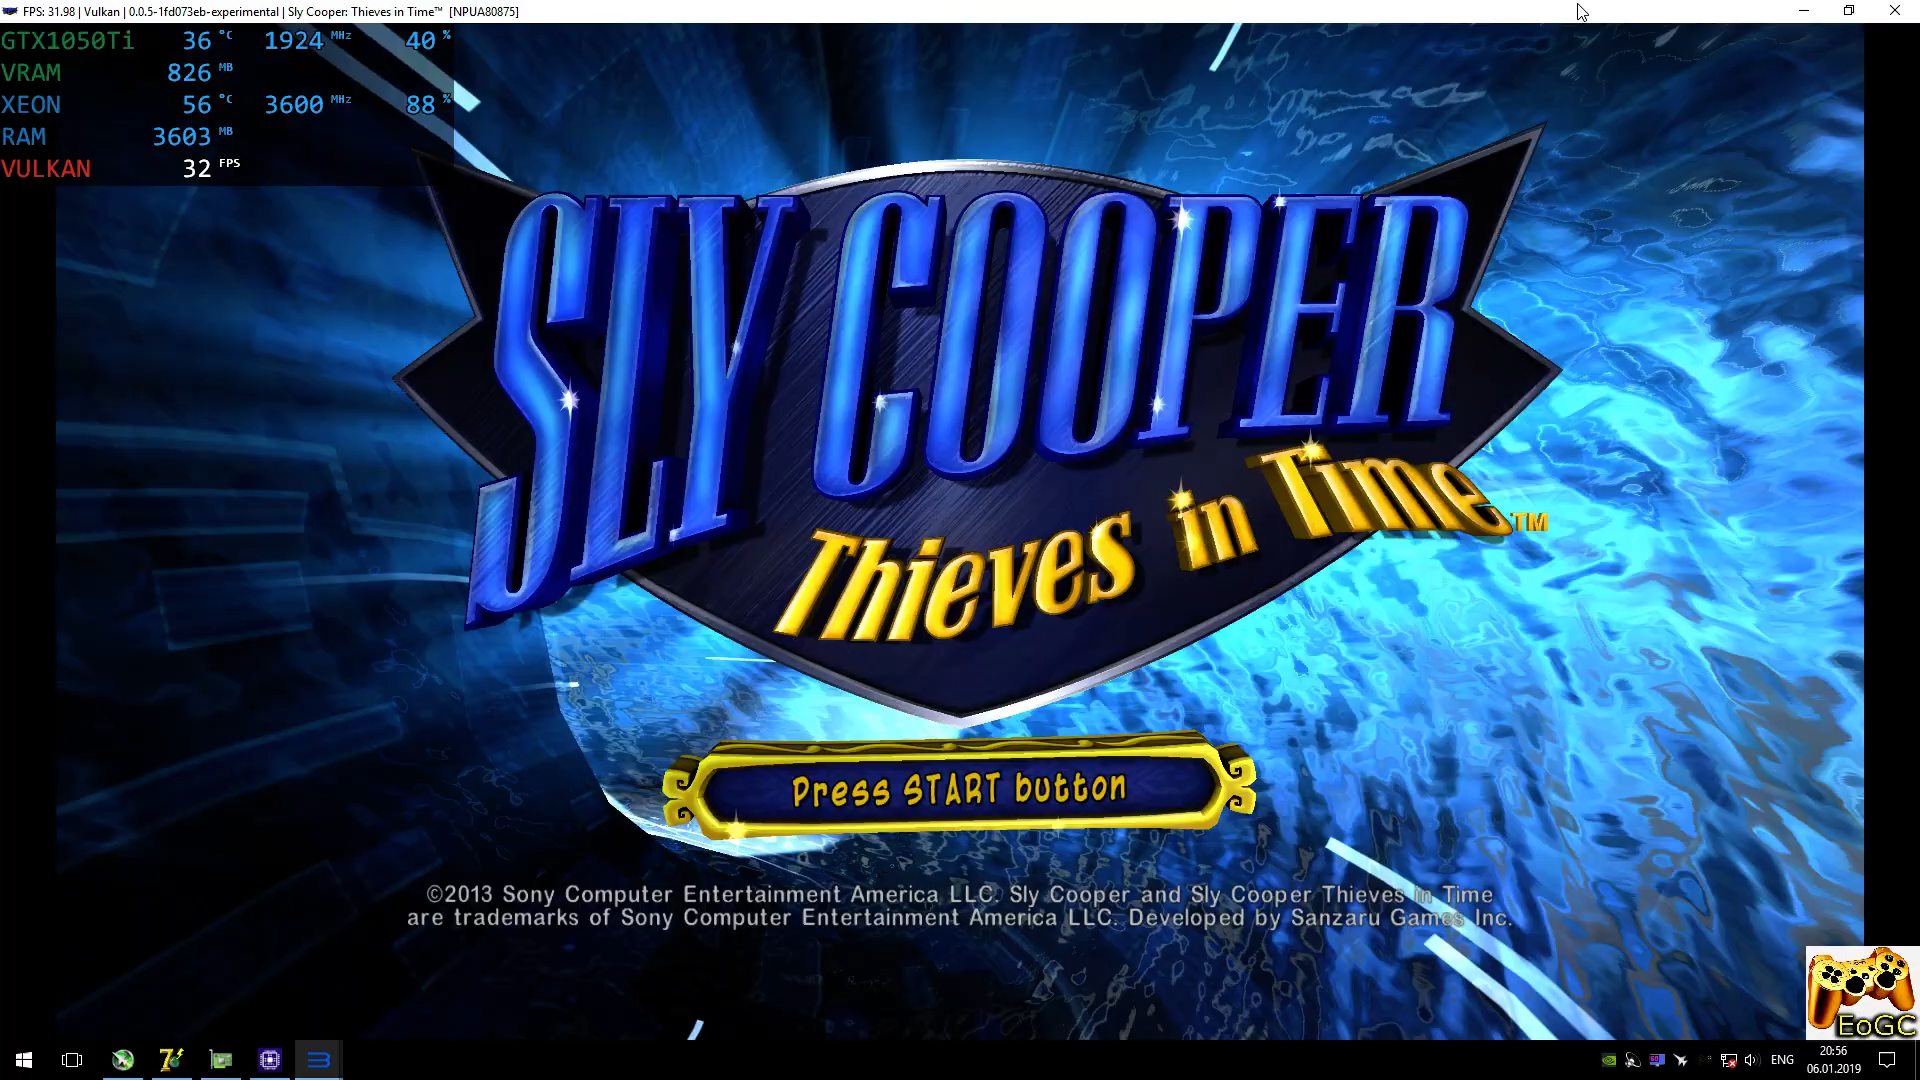 FPS: 31.98 | Vulkan | 0.0.5-1fd073eb-experimental | Sly Cooper: Thieves in Time™ [NPUA80875]
GTX1050Ti 36 °C 1924 MHz 40 %
VRAM 826 MB
XEON 56 °C 3600 MHz 88 %
RAM 3603 MB
VULKAN 32 FPS
SLY COOPER
Thieves in Time™
Press START button
©2013 Sony Computer Entertainment America LLC. Sly Cooper and Sly Cooper Thieves in Time
are trademarks of Sony Computer Entertainment America LLC. Developed by Sanzaru Games Inc.
EoGC
ENG
20:56
06.01.2019